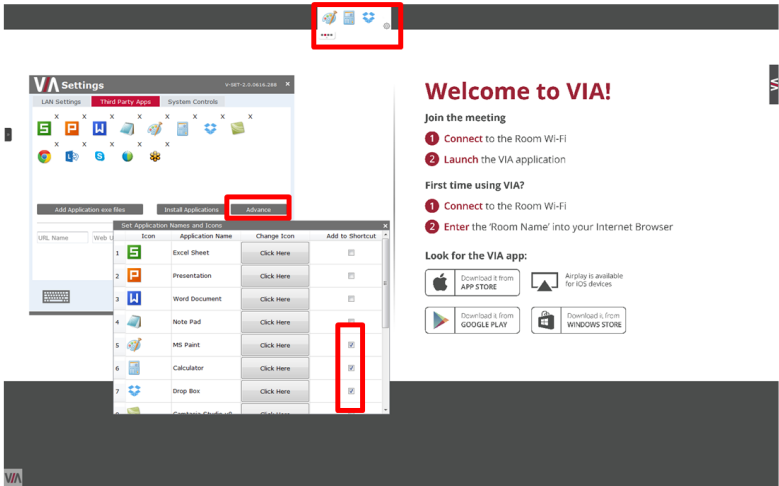 VIA Settings
V-SET-2.0.0616.288 X
LAN Settings Third Party Apps System Controls
X X X X X X X X
X X X X X
Add Application exe files Install Applications Advance
URL Name Web U
Set Application Names and Icons X
Icon Application Name Change Icon Add to Shortcut
1 Excel Sheet Click Here
2 Presentation Click Here
3 Word Document Click Here
4 Note Pad Click Here
5 MS Paint Click Here
6 Calculator Click Here
7 Drop Box Click Here
Click Here
Welcome to VIA!
Join the meeting
1 Connect to the Room Wi-Fi
2 Launch the VIA application
First time using VIA?
1 Connect to the Room Wi-Fi
2 Enter the 'Room Name' into your Internet Browser
Look for the VIA app:
Download it from
APP STORE
Airplay is available
for IOS devices
Download it from
GOOGLE PLAY
Download it from
WINDOWS STORE
VIA